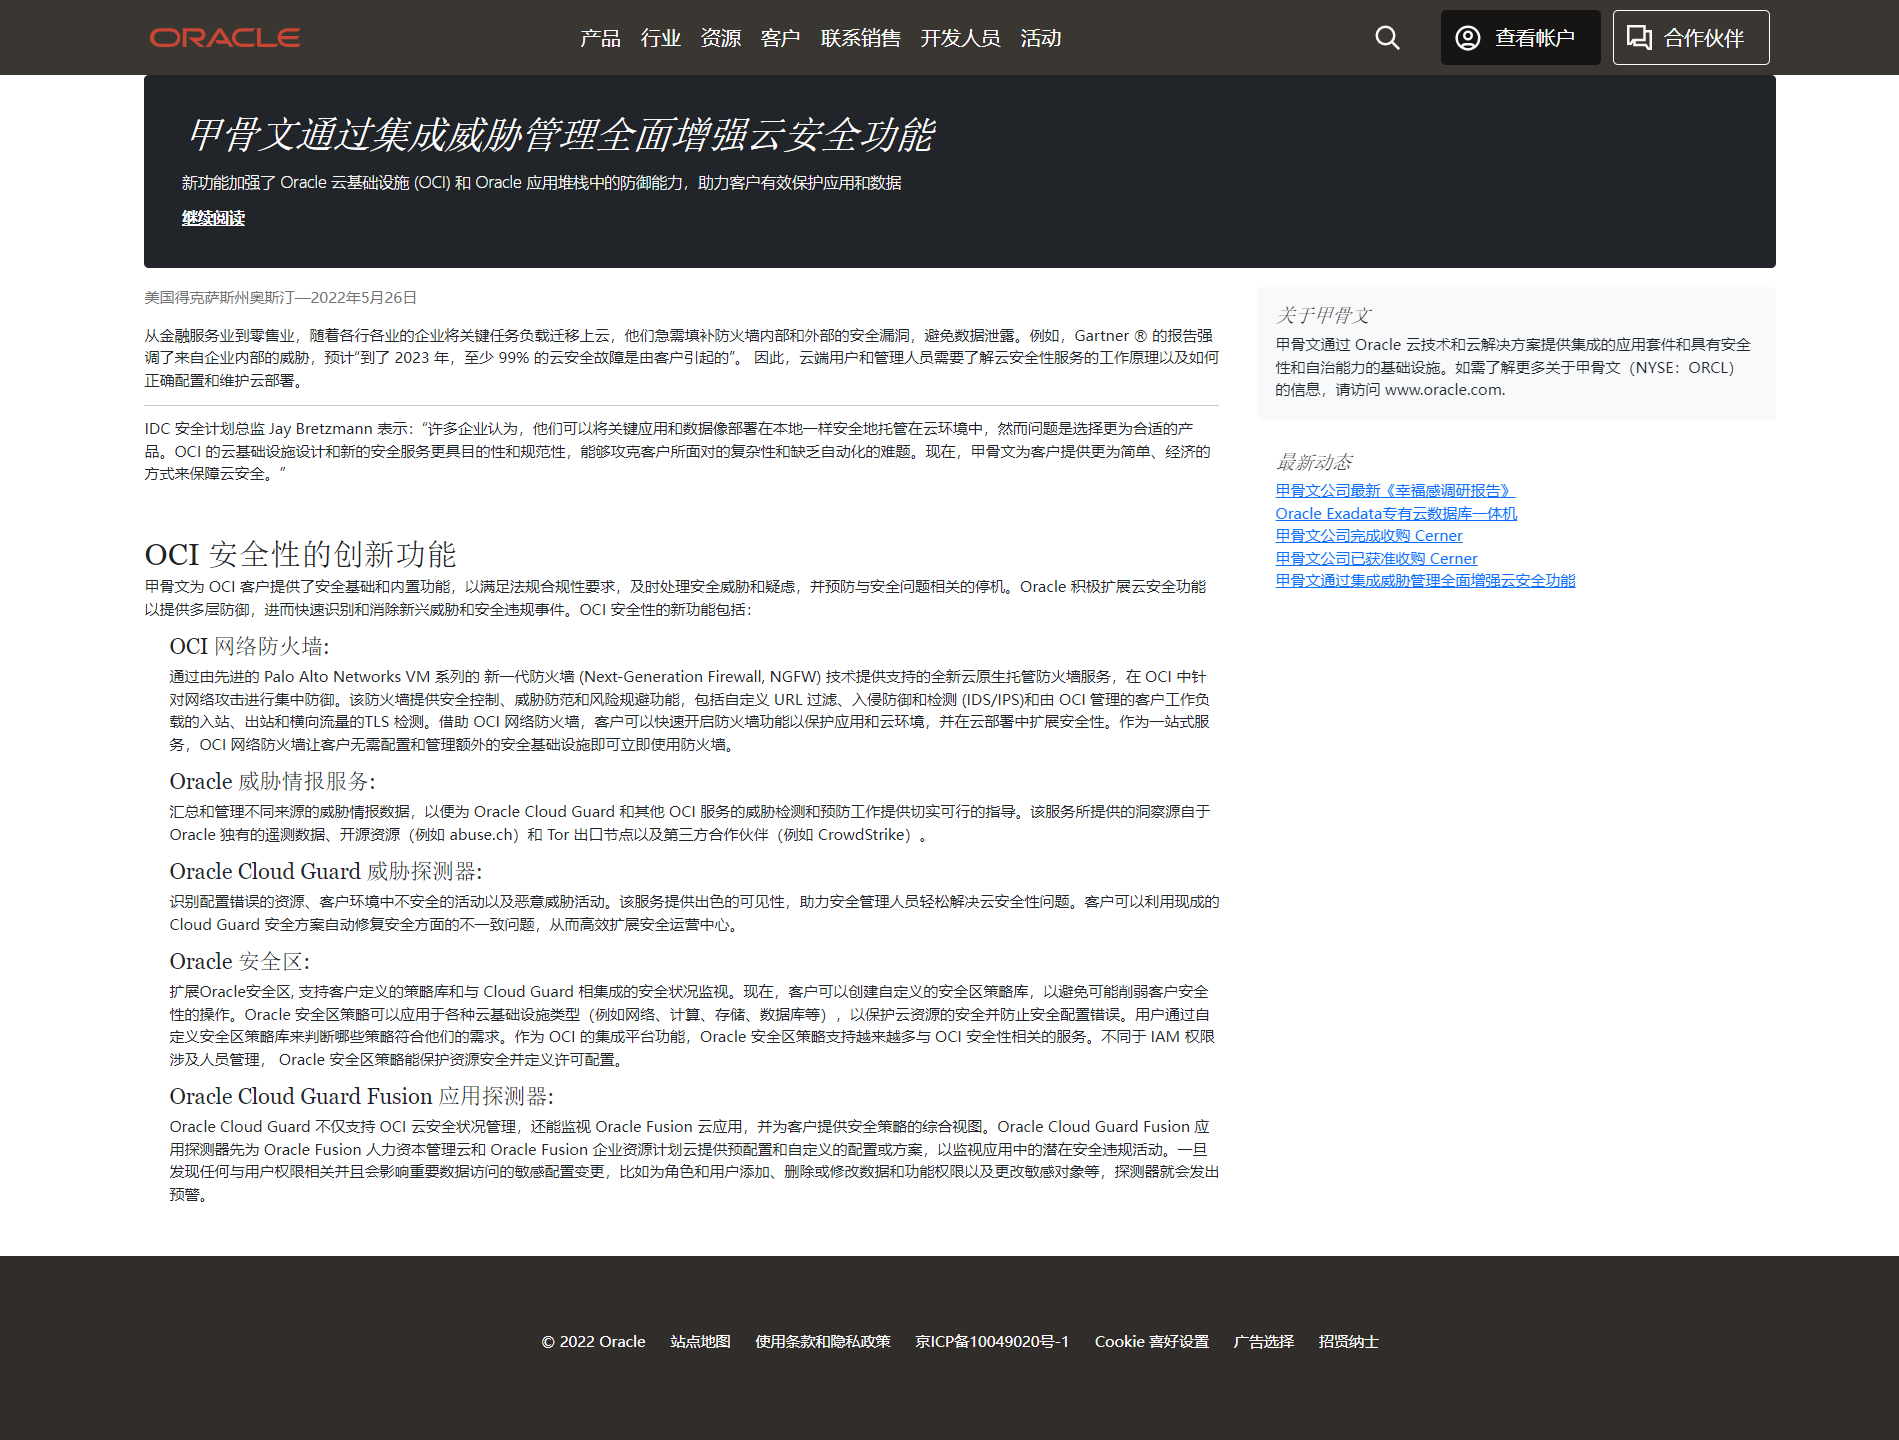 ORACLE
产品 行业 资源 客户 联系销售 开发人员 活动
查看帐户
合作伙伴
甲骨文通过集成威胁管理全面增强云安全功能
新功能加强了 Oracle 云基础设施 (OCI) 和 Oracle 应用堆栈中的防御能力，助力客户有效保护应用和数据
继续阅读
美国得克萨斯州奥斯汀—2022年5月26日
从金融服务业到零售业，随着各行各业的企业将关键任务负载迁移上云，他们急需填补防火墙内部和外部的安全漏洞，避免数据泄露。例如，Gartner ® 的报告强
调了来自企业内部的威胁，预计“到了 2023 年，至少 99% 的云安全故障是由客户引起的”。 因此，云端用户和管理人员需要了解云安全性服务的工作原理以及如何
正确配置和维护云部署。
IDC 安全计划总监 Jay Bretzmann 表示：“许多企业认为，他们可以将关键应用和数据像部署在本地一样安全地托管在云环境中，然而问题是选择更为合适的产
品。OCI 的云基础设施设计和新的安全服务更具目的性和规范性，能够攻克客户所面对的复杂性和缺乏自动化的难题。现在，甲骨文为客户提供更为简单、经济的
方式来保障云安全。”
OCI 安全性的创新功能
甲骨文为 OCI 客户提供了安全基础和内置功能，以满足法规合规性要求，及时处理安全威胁和疑虑，并预防与安全问题相关的停机。Oracle 积极扩展云安全功能
以提供多层防御，进而快速识别和消除新兴威胁和安全违规事件。OCI 安全性的新功能包括：
OCI 网络防火墙:
通过由先进的 Palo Alto Networks VM 系列的 新一代防火墙 (Next-Generation Firewall, NGFW) 技术提供支持的全新云原生托管防火墙服务，在 OCI 中针
对网络攻击进行集中防御。该防火墙提供安全控制、威胁防范和风险规避功能，包括自定义 URL 过滤、入侵防御和检测 (IDS/IPS)和由 OCI 管理的客户工作负
载的入站、出站和横向流量的TLS 检测。借助 OCI 网络防火墙，客户可以快速开启防火墙功能以保护应用和云环境，并在云部署中扩展安全性。作为一站式服
务，OCI 网络防火墙让客户无需配置和管理额外的安全基础设施即可立即使用防火墙。
Oracle 威胁情报服务:
汇总和管理不同来源的威胁情报数据，以便为 Oracle Cloud Guard 和其他 OCI 服务的威胁检测和预防工作提供切实可行的指导。该服务所提供的洞察源自于
Oracle 独有的遥测数据、开源资源（例如 abuse.ch）和 Tor 出口节点以及第三方合作伙伴（例如 CrowdStrike）。
Oracle Cloud Guard 威胁探测器:
识别配置错误的资源、客户环境中不安全的活动以及恶意威胁活动。该服务提供出色的可见性，助力安全管理人员轻松解决云安全性问题。客户可以利用现成的
Cloud Guard 安全方案自动修复安全方面的不一致问题，从而高效扩展安全运营中心。
Oracle 安全区:
扩展Oracle安全区, 支持客户定义的策略库和与 Cloud Guard 相集成的安全状况监视。现在，客户可以创建自定义的安全区策略库，以避免可能削弱客户安全
性的操作。Oracle 安全区策略可以应用于各种云基础设施类型（例如网络、计算、存储、数据库等），以保护云资源的安全并防止安全配置错误。用户通过自
定义安全区策略库来判断哪些策略符合他们的需求。作为 OCI 的集成平台功能，Oracle 安全区策略支持越来越多与 OCI 安全性相关的服务。不同于 IAM 权限
涉及人员管理， Oracle 安全区策略能保护资源安全并定义许可配置。
Oracle Cloud Guard Fusion 应用探测器:
Oracle Cloud Guard 不仅支持 OCI 云安全状况管理，还能监视 Oracle Fusion 云应用，并为客户提供安全策略的综合视图。Oracle Cloud Guard Fusion 应
用探测器先为 Oracle Fusion 人力资本管理云和 Oracle Fusion 企业资源计划云提供预配置和自定义的配置或方案，以监视应用中的潜在安全违规活动。一旦
发现任何与用户权限相关并且会影响重要数据访问的敏感配置变更，比如为角色和用户添加、删除或修改数据和功能权限以及更改敏感对象等，探测器就会发出
预警。
关于甲骨文
甲骨文通过 Oracle 云技术和云解决方案提供集成的应用套件和具有安全
性和自治能力的基础设施。如需了解更多关于甲骨文（NYSE：ORCL）
的信息，请访问 www.oracle.com.
最新动态
甲骨文公司最新《幸福感调研报告》
Oracle Exadata专有云数据库一体机
甲骨文公司完成收购 Cerner
甲骨文公司已获准收购 Cerner
甲骨文通过集成威胁管理全面增强云安全功能
© 2022 Oracle 站点地图 使用条款和隐私政策 京ICP备10049020号-1 Cookie 喜好设置 广告选择 招贤纳士